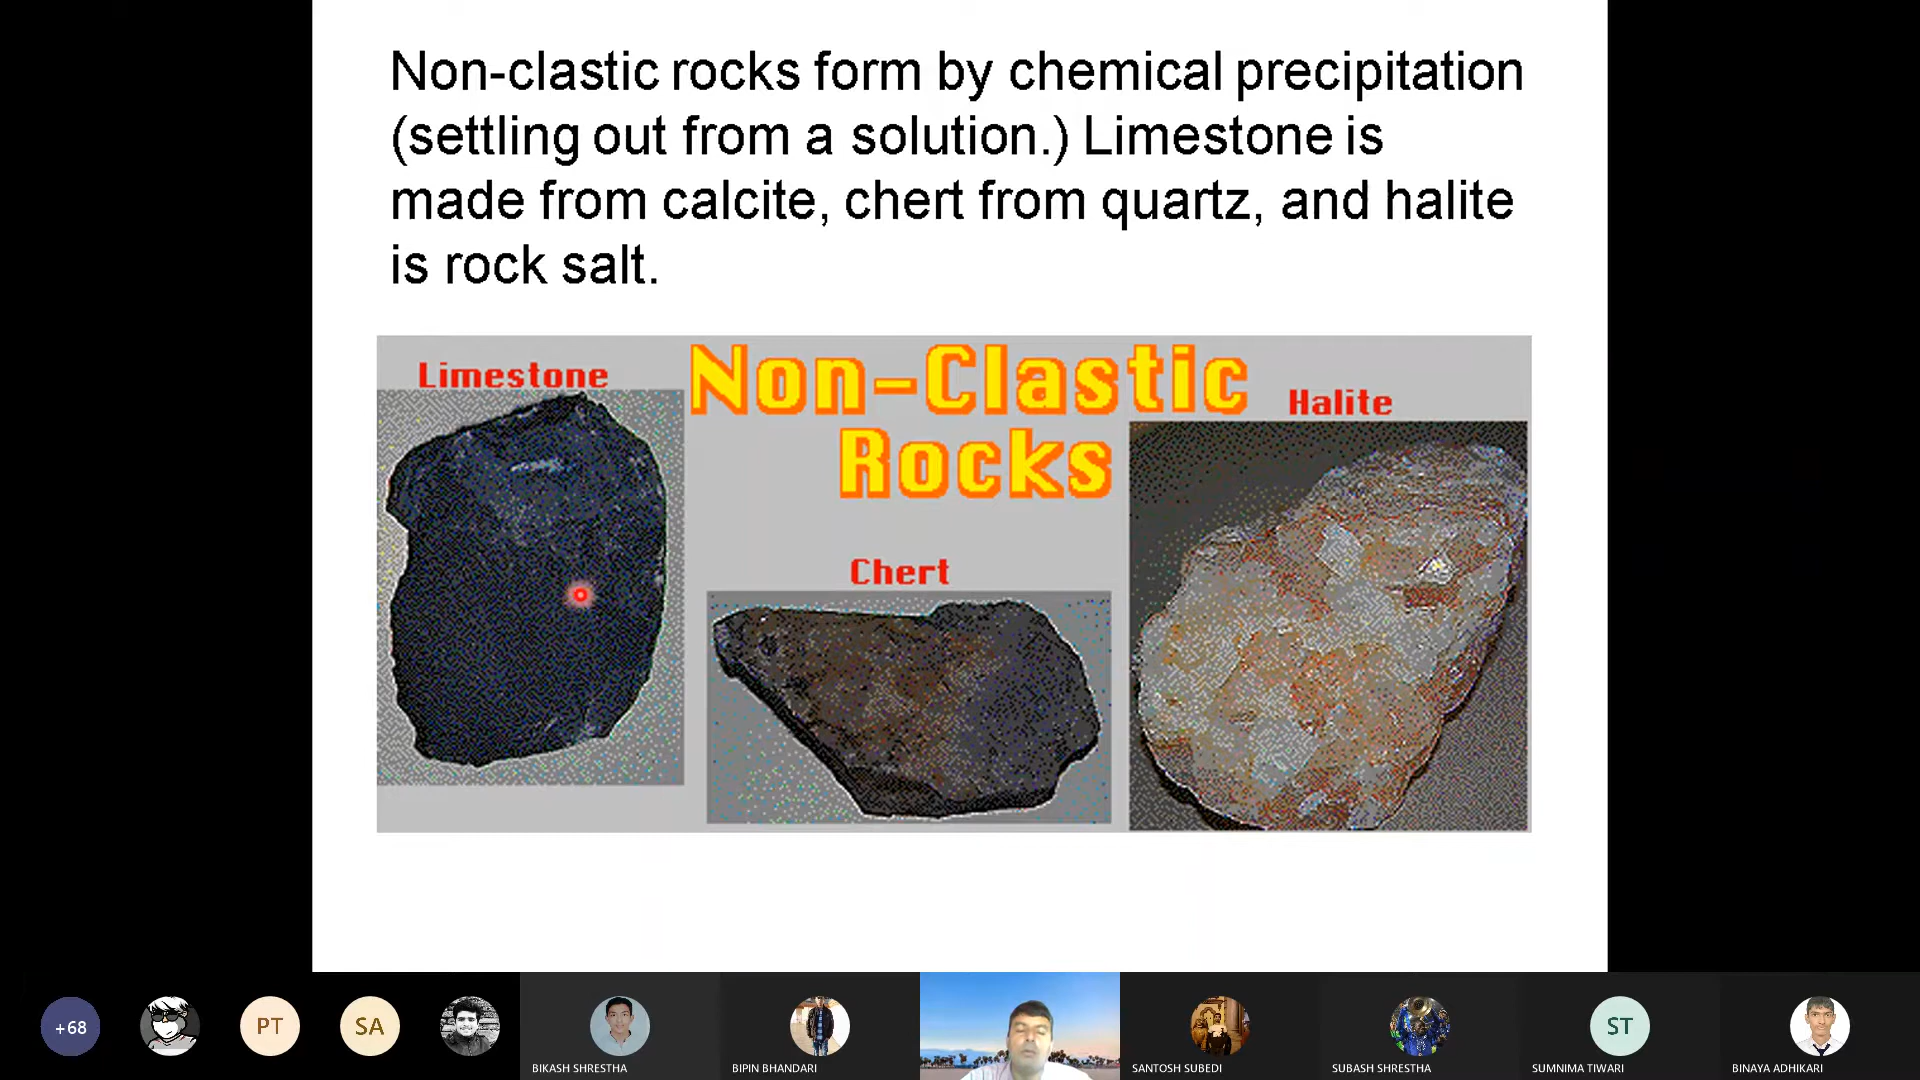 Non-clastic rocks form by chemical precipitation
(settling out from a solution.) Limestone is
made from calcite, chert from quartz, and halite
is rock salt.
Limestone
Non-Clastic
Rocks
Halite
Chert
+68
PT
SA
BIKASH SHRESTHA
BIPIN BHANDARI
SANTOSH SUBEDI
SUBASH SHRESTHA
ST
SUMNIMA TIWARI
BINAYA ADHIKARI